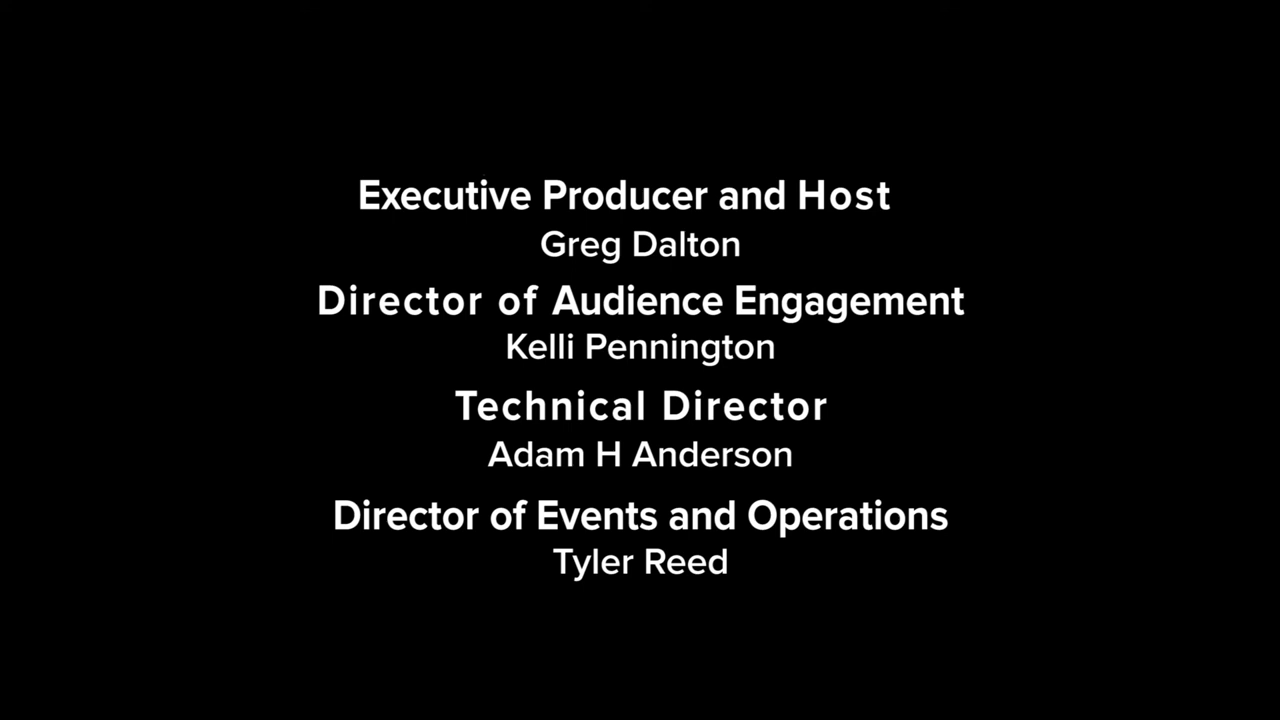 Executive Producer and Host
Greg Dalton
Director of Audience Engagement
Kelli Pennington
Technical Director
Adam H Anderson
Director of Events and Operations
Tyler Reed